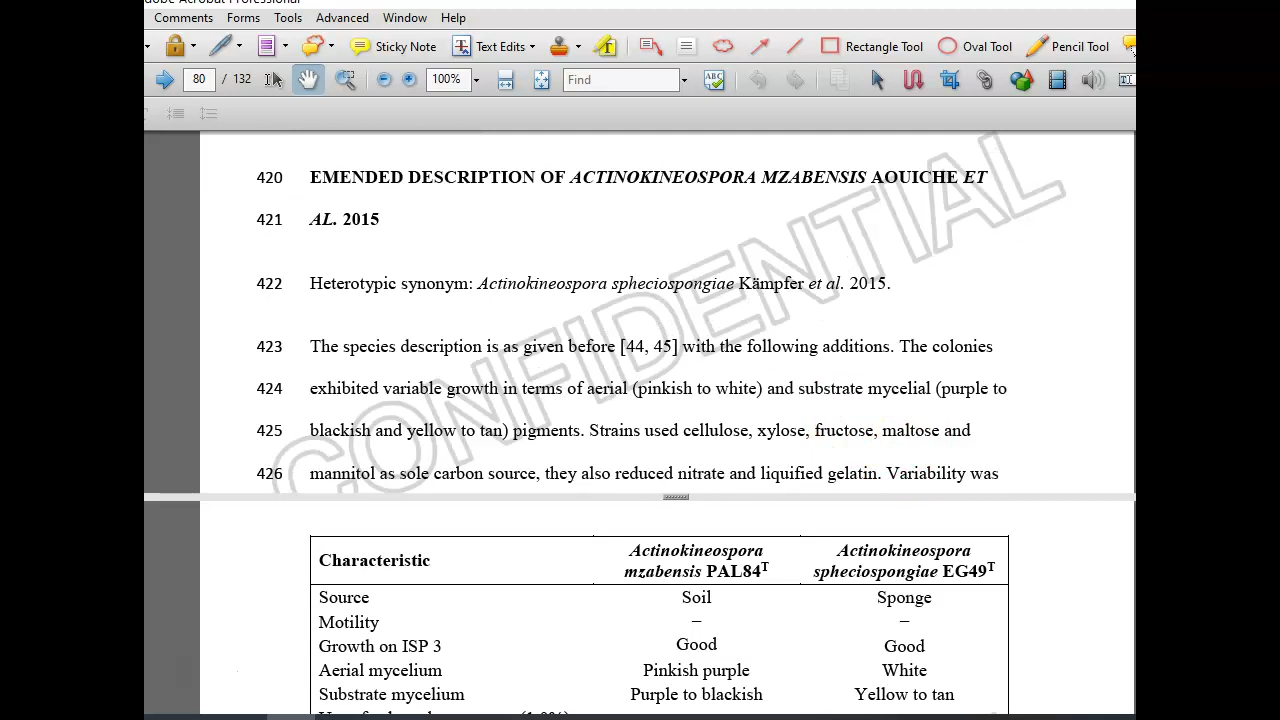 Comments Forms Tools Advanced Window Help
Sticky Note Text Edits Rectangle Tool Oval Tool Pencil Tool
80 / 132 100% Find
CONFIDENTIAL
420 EMENDED DESCRIPTION OF ACTINOKINEOSPORA MZABENSIS AOUICHE ET
421 AL. 2015
422 Heterotypic synonym: Actinokineospora spheciospongiae Kämpfer et al. 2015.
423 The species description is as given before [44, 45] with the following additions. The colonies
424 exhibited variable growth in terms of aerial (pinkish to white) and substrate mycelial (purple to
425 blackish and yellow to tan) pigments. Strains used cellulose, xylose, fructose, maltose and
426 mannitol as sole carbon source, they also reduced nitrate and liquified gelatin. Variability was
Characteristic Actinokineospora mzabensis PAL84T Actinokineospora spheciospongiae EG49T
Source Soil Sponge
Motility – –
Growth on ISP 3 Good Good
Aerial mycelium Pinkish purple White
Substrate mycelium Purple to blackish Yellow to tan